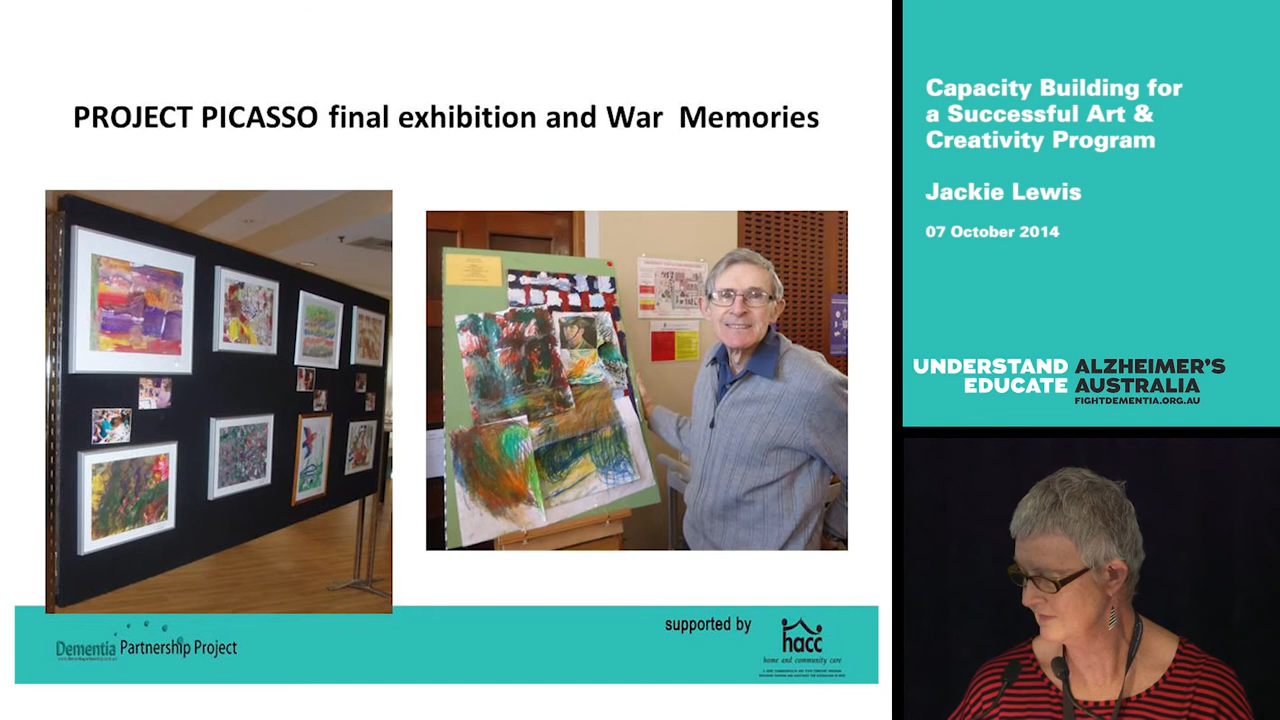 PROJECT PICASSO final exhibition and War Memories
Dementia Partnership Project
supported by
hacc
home and community care
Capacity Building for
a Successful Art &
Creativity Program
Jackie Lewis
07 October 2014
UNDERSTAND ALZHEIMER'S
EDUCATE AUSTRALIA
FIGHTDEMENTIA.ORG.AU